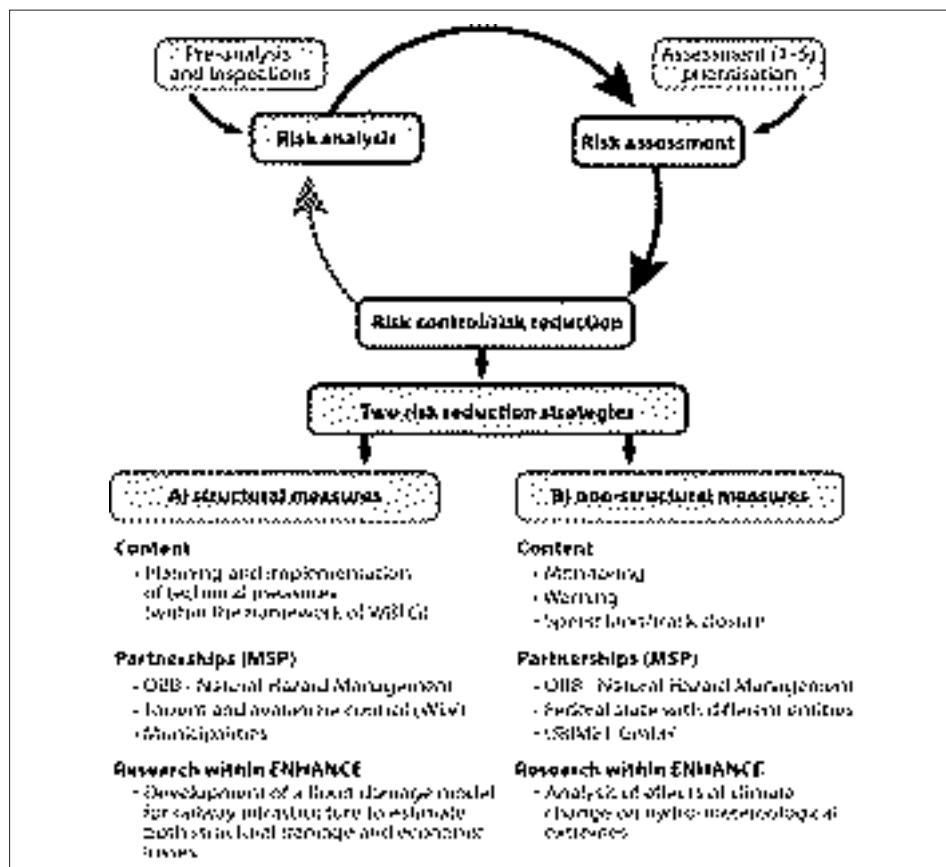 Pre-analysis
and inspections
Assessment (1-5)
prioritisation
Risk analysis
Risk assessment
Risk control/risk reduction
Two risk reduction strategies
A) structural measures
B) non-structural measures
Content
- Planning and implementation
of technical measures
(within the framework of
Content
- Monitoring
- Warning
- Speed limit/track closure
Partnerships (MSP)
- ÖBB - Natural Hazard Management
- Torrent and avalanche control (WLV)
- Municipalities
Partnerships (MSP)
- ÖBB - Natural Hazard Management
- Federal state with different entities
- GmbH
Research within ENHANCE
- Development of a flood damage model
for railway infrastructure to estimate
both structural damage and economic
losses
Research within ENHANCE
- Analysis of effects of climate
change on hydro-meteorological
extremes